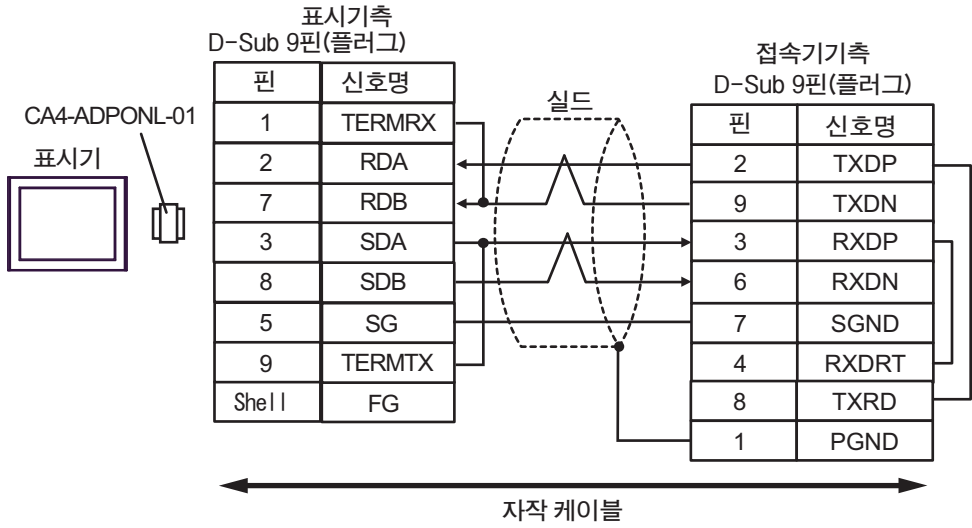 표시기측
D-Sub 9핀(플러그)
접속기기측
D-Sub 9핀(플러그)
CA4-ADPONL-01
표시기
실드
핀 신호명
1 TERMRX
2 RDA
7 RDB
3 SDA
8 SDB
5 SG
9 TERMTX
Shell FG
핀 신호명
2 TXDP
9 TXDN
3 RXDP
6 RXDN
7 SGND
4 RXDRT
8 TXRD
1 PGND
자작 케이블